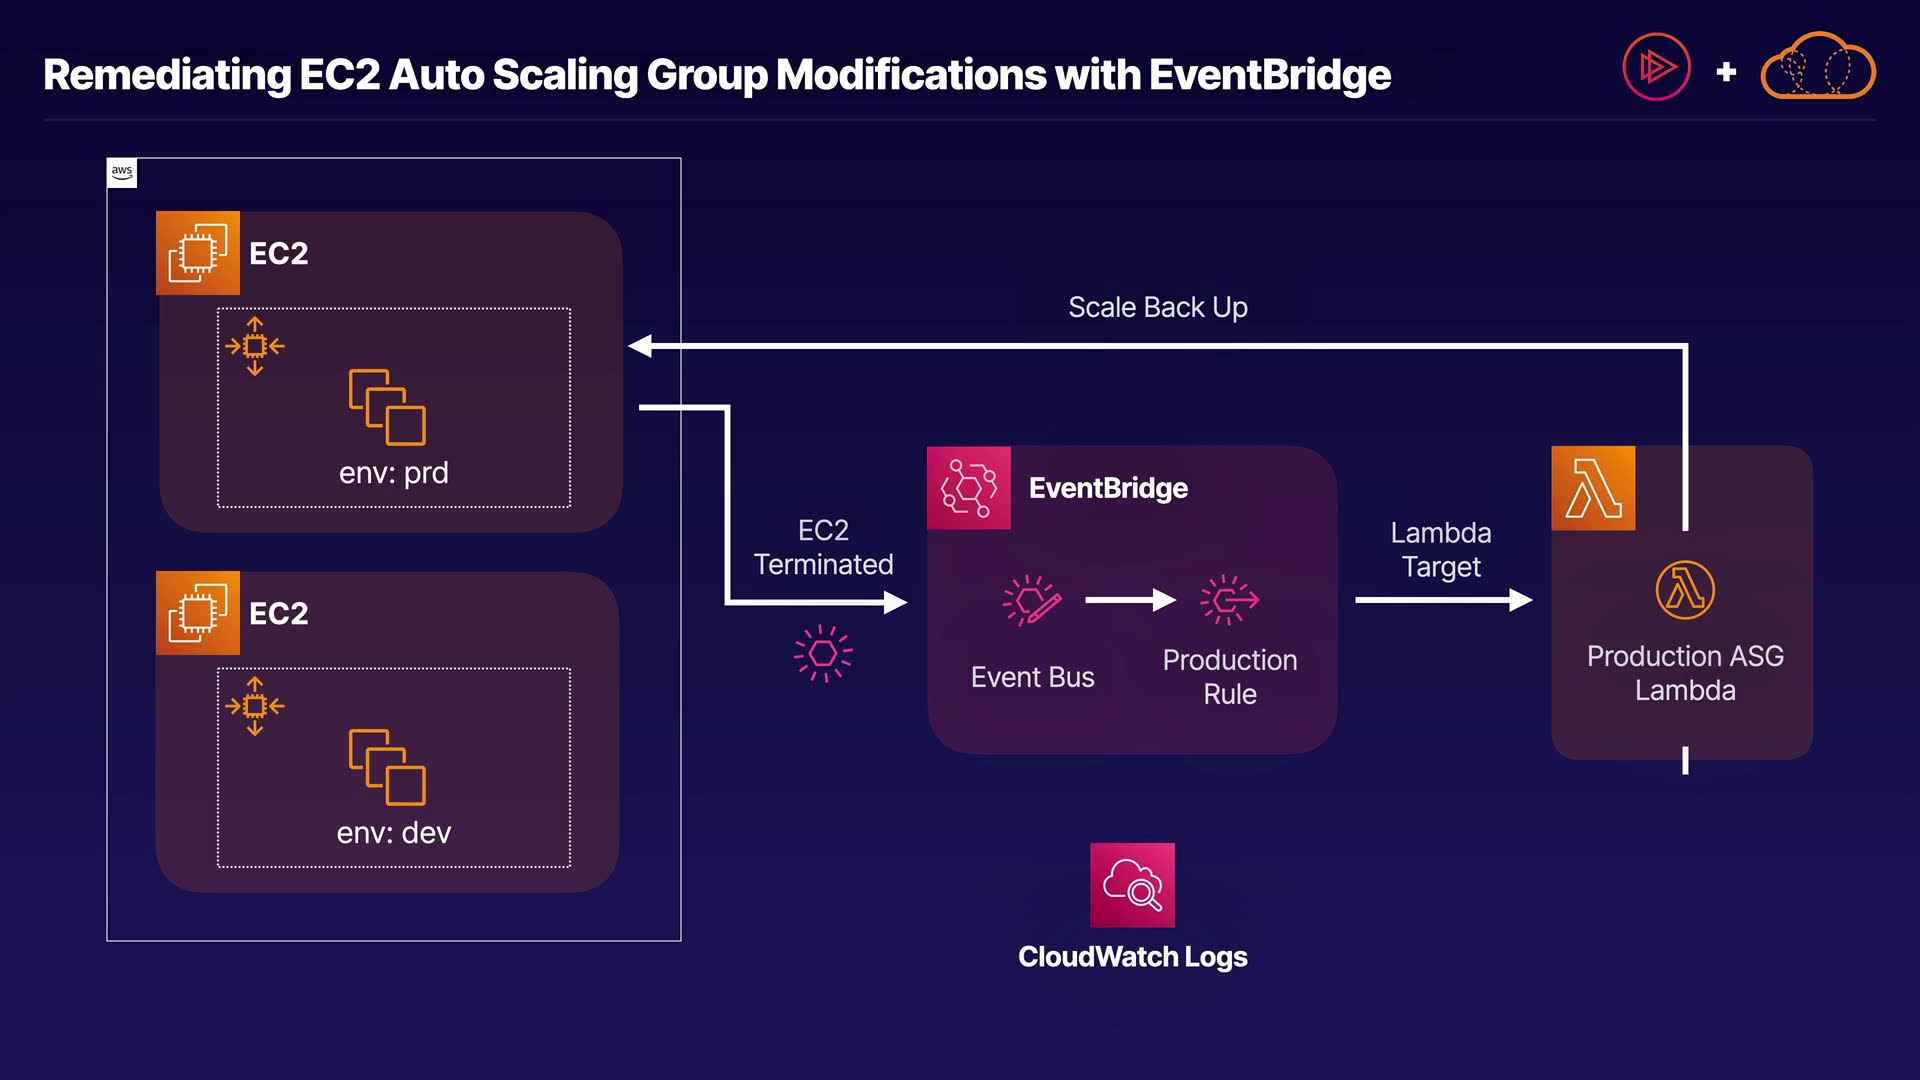 Remediating EC2 Auto Scaling Group Modifications with EventBridge
+
aws
EC2
env: prd
EC2
env: dev
Scale Back Up
EC2
Terminated
EventBridge
Event Bus
Production
Rule
Lambda
Target
Production ASG
Lambda
CloudWatch Logs